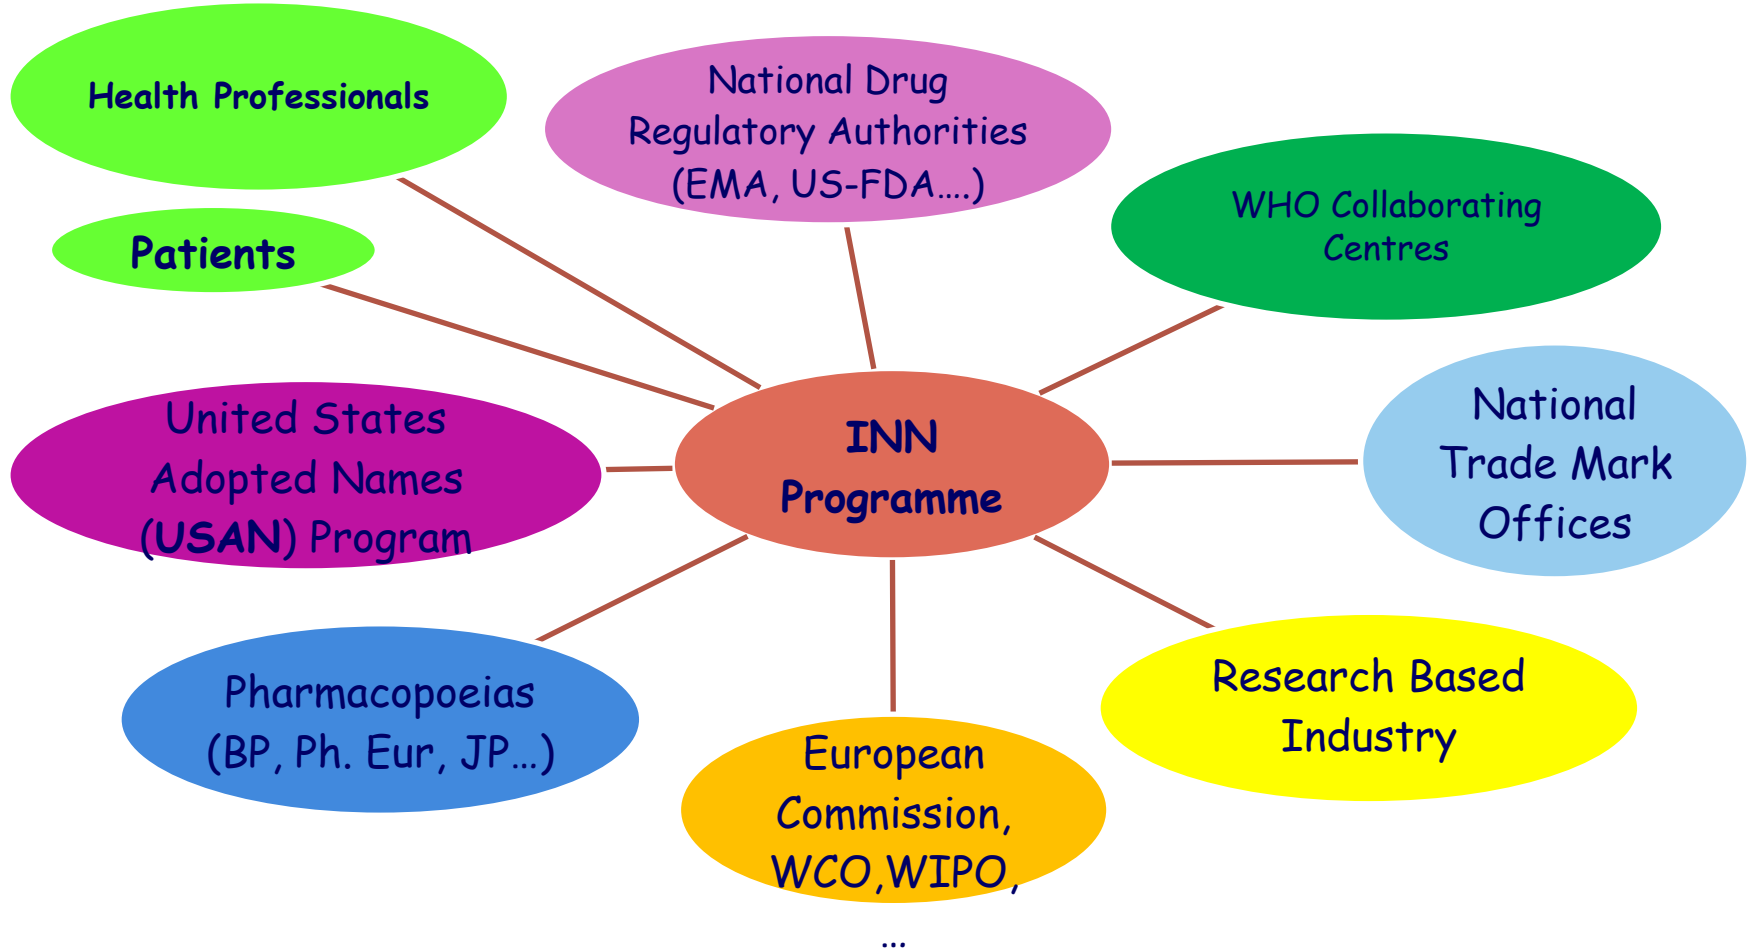 Health Professionals
National Drug
Regulatory Authorities
(EMA, US-FDA....)
WHO Collaborating
Centres
Patients
United States
Adopted Names
(USAN) Program
INN
Programme
National
Trade Mark
Offices
Pharmacopoeias
(BP, Ph. Eur, JP...)
European
Commission,
WCO,WIPO,
...
Research Based
Industry